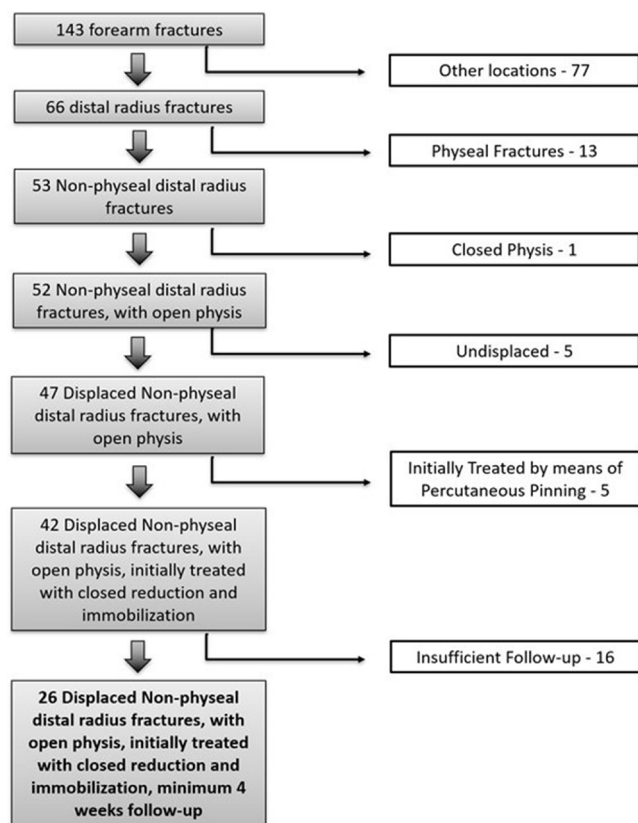 143 forearm fractures
Other locations - 77
66 distal radius fractures
Physeal Fractures - 13
53 Non-physeal distal radius
fractures
Closed Physis - 1
52 Non-physeal distal radius
fractures, with open physis
Undisplaced - 5
47 Displaced Non-physeal
distal radius fractures, with
open physis
Initially Treated by means of
Percutaneous Pinning - 5
42 Displaced Non-physeal
distal radius fractures, with
open physis, initially treated
with closed reduction and
immobilization
Insufficient Follow-up - 16
26 Displaced Non-physeal
distal radius fractures, with
open physis, initially treated
with closed reduction and
immobilization, minimum 4
weeks follow-up